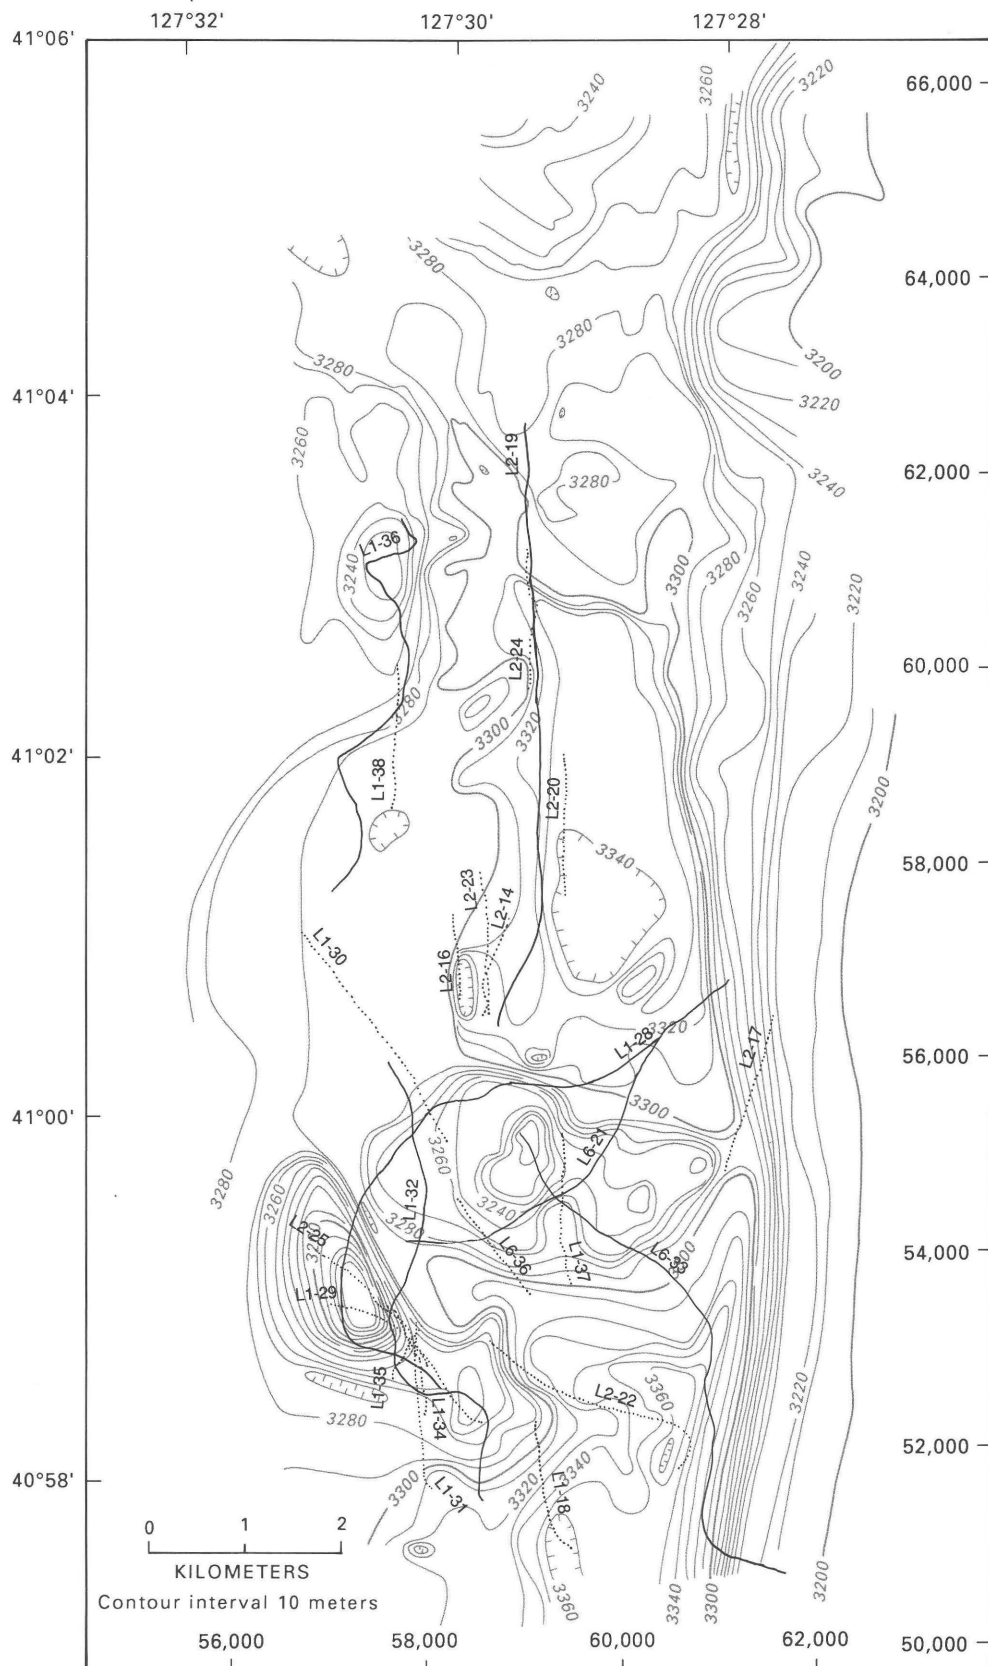 127°32' 127°30' 127°28'
41°06'
3220
3260
3240
66,000
3280
64,000
3280
3280
3200
41°04'
3220
3260
L2-19
62,000
3280
3240
L1-36
3240
3300
3280
3240
3260
3220
L2-24
60,000
3280
3300
3320
41°02'
L1-38
L2-20
3200
3340
58,000
L2-23
L2-14
L1-30
L2-16
3320
L1-28
L2-17
56,000
3300
41°00'
L6-21
3260
3280
3260
L1-32
3240
3280
L2-25
L6-36
L1-37
L6-33
3300
54,000
L1-29
L1-35
3360
L2-22
3220
3280
L1-34
52,000
40°58'
3300
L1-31
3320
3340
L1-18
0 1 2
KILOMETERS
Contour interval 10 meters
3360
3340
3300
3200
56,000 58,000 60,000 62,000 50,000